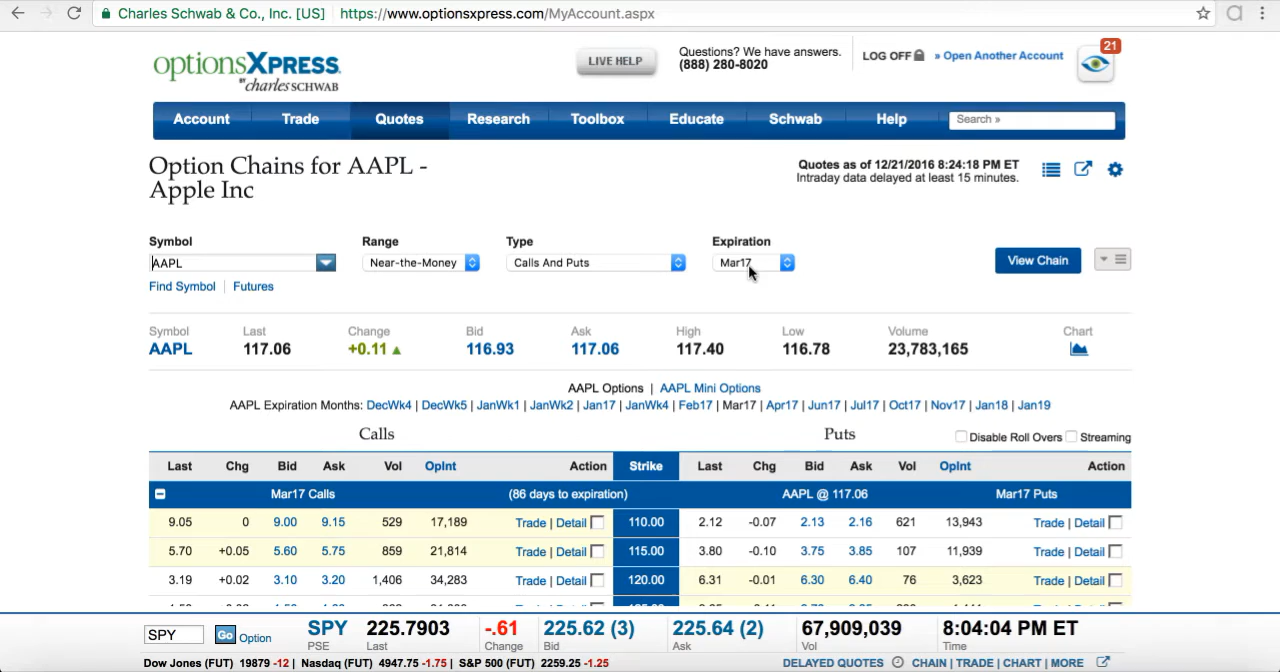 Charles Schwab & Co., Inc. [US] https://www.optionsxpress.com/MyAccount.aspx
optionsXpress
by charles SCHWAB
LIVE HELP
Questions? We have answers.
(888) 280-8020
LOG OFF
» Open Another Account
21
Account Trade Quotes Research Toolbox Educate Schwab Help Search »
Option Chains for AAPL -
Apple Inc
Quotes as of 12/21/2016 8:24:18 PM ET
Intraday data delayed at least 15 minutes.
Symbol Range Type Expiration
AAPL Near-the-Money Calls And Puts Mar17 View Chain
Find Symbol | Futures
Symbol Last Change Bid Ask High Low Volume Chart
AAPL 117.06 +0.11 ▲ 116.93 117.06 117.40 116.78 23,783,165
AAPL Options | AAPL Mini Options
AAPL Expiration Months: DecWk4 | DecWk5 | JanWk1 | JanWk2 | Jan17 | JanWk4 | Feb17 | Mar17 | Apr17 | Jun17 | Jul17 | Oct17 | Nov17 | Jan18 | Jan19
Calls Puts Disable Roll Overs Streaming
Last Chg Bid Ask Vol OpInt Action Strike Last Chg Bid Ask Vol OpInt Action
Mar17 Calls (86 days to expiration) AAPL @ 117.06 Mar17 Puts
9.05 0 9.00 9.15 529 17,189 Trade | Detail 110.00 2.12 -0.07 2.13 2.16 621 13,943 Trade | Detail
5.70 +0.05 5.60 5.75 859 21,814 Trade | Detail 115.00 3.80 -0.10 3.75 3.85 107 11,939 Trade | Detail
3.19 +0.02 3.10 3.20 1,406 34,283 Trade | Detail 120.00 6.31 -0.01 6.30 6.40 76 3,623 Trade | Detail
SPY Go Option SPY 225.7903 -.61 225.62 (3) 225.64 (2) 67,909,039 8:04:04 PM ET
PSE Last Change Bid Ask Vol Time
Dow Jones (FUT) 19879 -12 | Nasdaq (FUT) 4947.75 -1.75 | S&P 500 (FUT) 2259.25 -1.25 DELAYED QUOTES CHAIN | TRADE | CHART | MORE